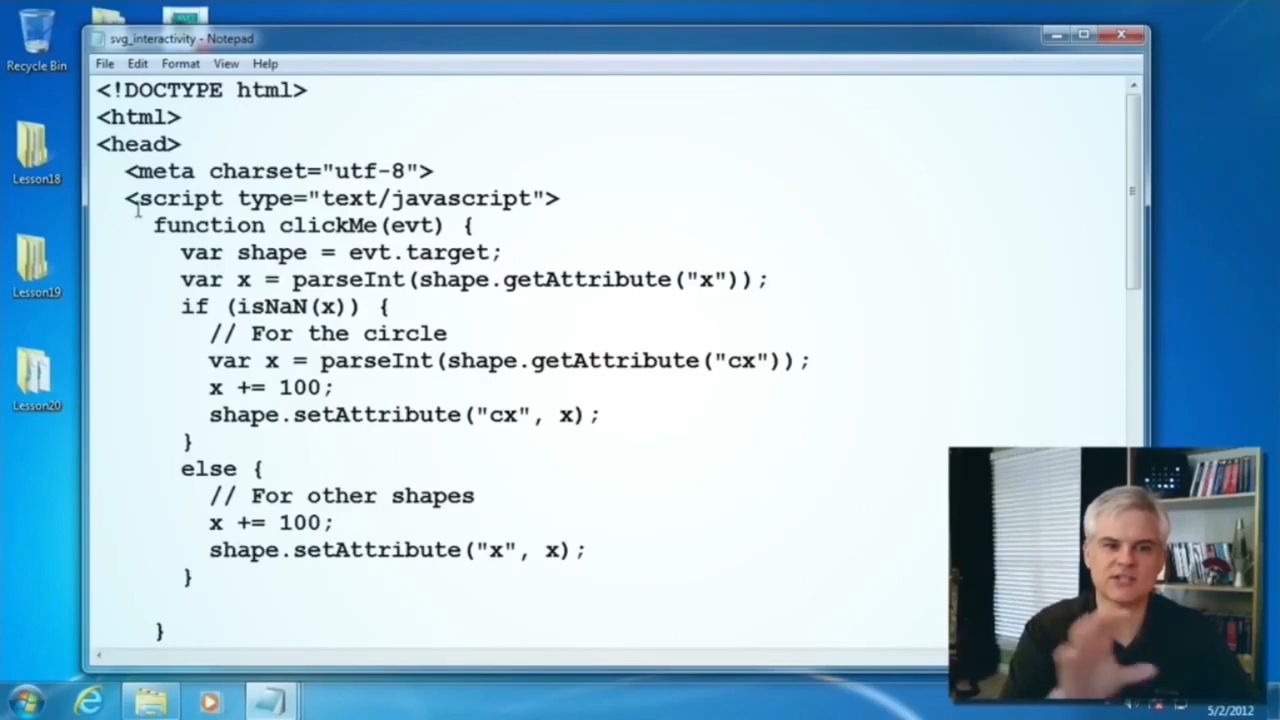 svg_interactivity - Notepad
File Edit Format View Help
Recycle Bin
Lesson18
Lesson19
Lesson20
<!DOCTYPE html>
<html>
<head>
<meta charset="utf-8">
<script type="text/javascript">
function clickMe(evt) {
var shape = evt.target;
var x = parseInt(shape.getAttribute("x"));
if (isNaN(x)) {
// For the circle
var x = parseInt(shape.getAttribute("cx"));
x += 100;
shape.setAttribute("cx", x);
}
else {
// For other shapes
x += 100;
shape.setAttribute("x", x);
}
}
5/2/2012